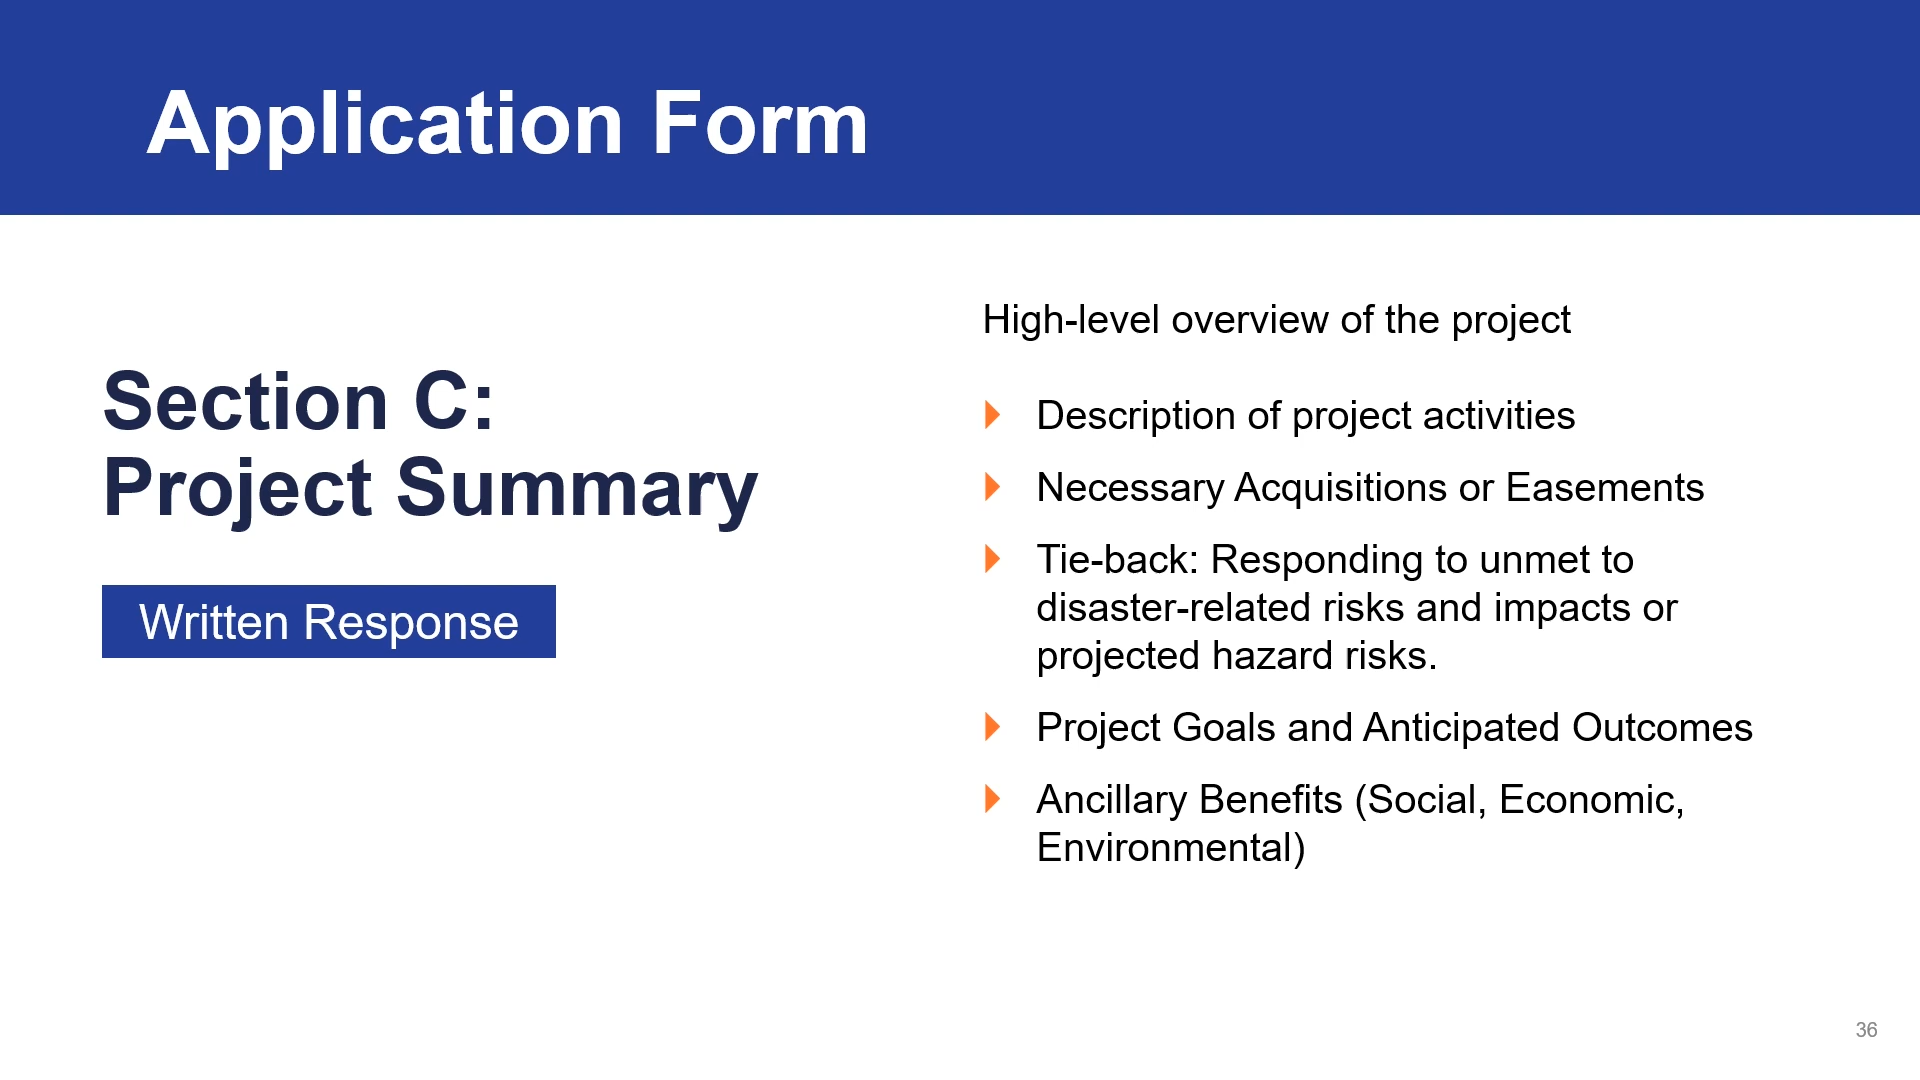 Application Form
Section C:
Project Summary
Written Response
High-level overview of the project
Description of project activities
Necessary Acquisitions or Easements
Tie-back: Responding to unmet to
disaster-related risks and impacts or
projected hazard risks.
Project Goals and Anticipated Outcomes
Ancillary Benefits (Social, Economic,
Environmental)
36